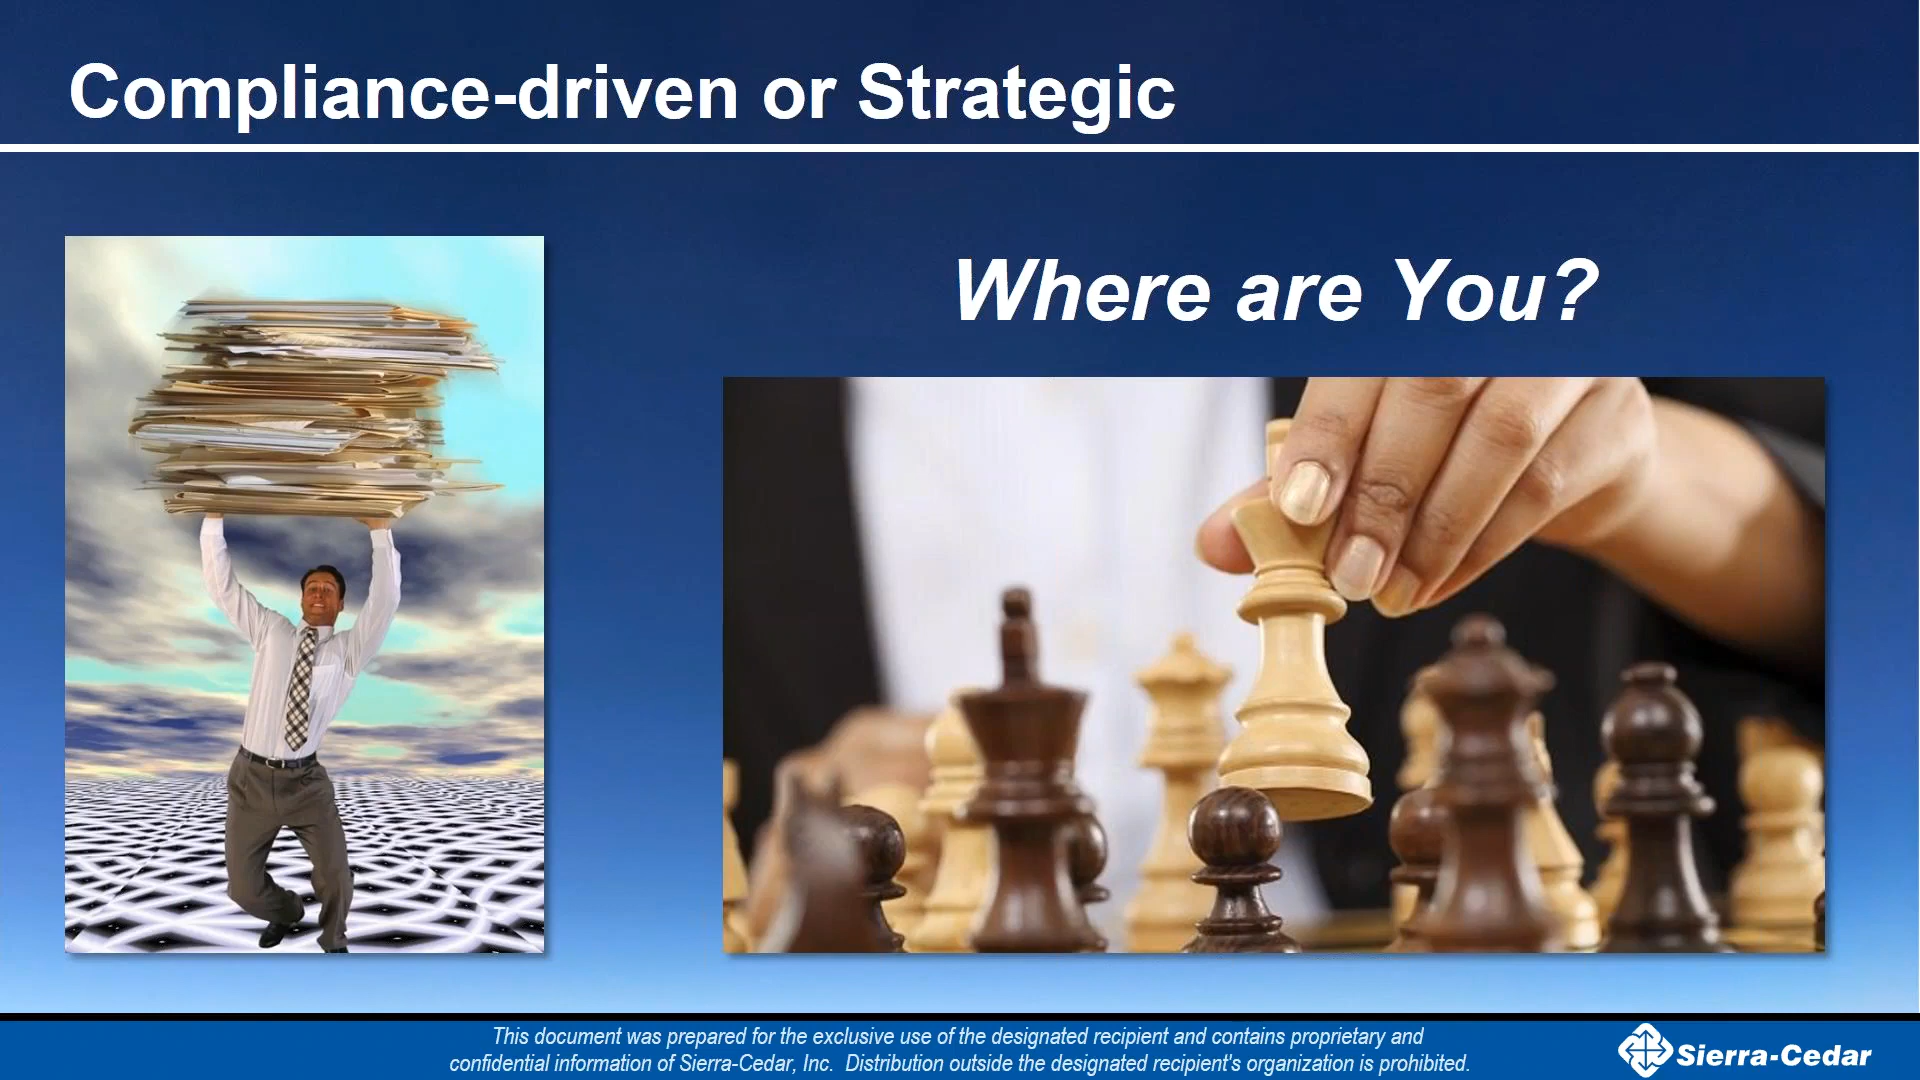 Compliance-driven or Strategic
Where are You?
This document was prepared for the exclusive use of the designated recipient and contains proprietary and
confidential information of Sierra-Cedar, Inc.  Distribution outside the designated recipient's organization is prohibited.
Sierra-Cedar